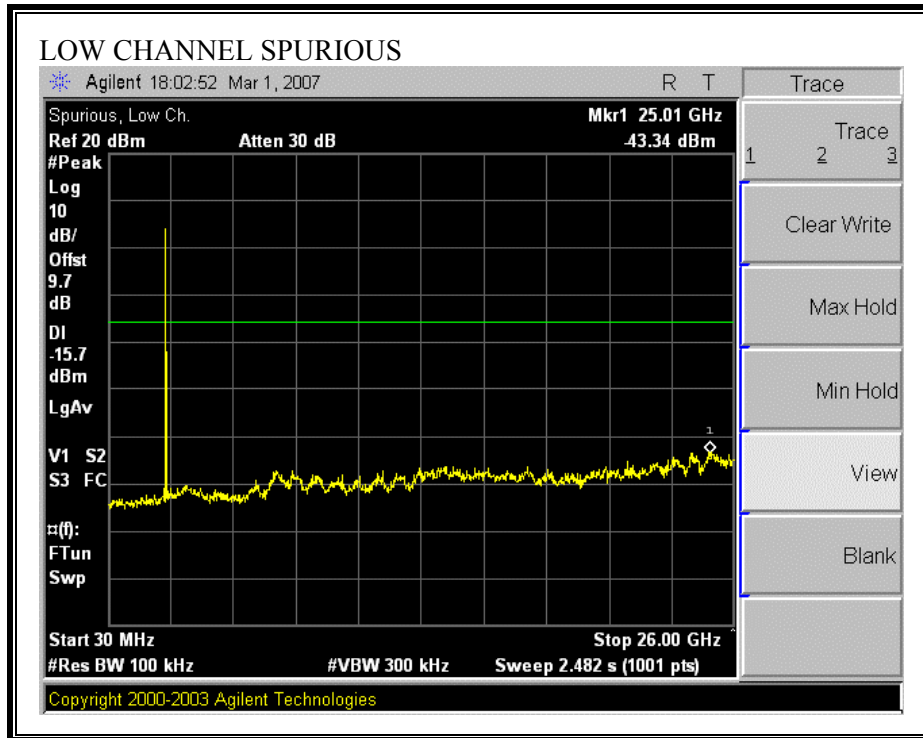 LOW CHANNEL SPURIOUS
Agilent 18:02:52 Mar 1, 2007 R T Trace
Spurious, Low Ch. Mkr1 25.01 GHz
Ref 20 dBm Atten 30 dB -43.34 dBm
#Peak
Log
10
dB/
Offst
9.7
dB
DI
-15.7
dBm
LgAv
V1 S2
S3 FC
¤(f):
FTun
Swp
1
Start 30 MHz Stop 26.00 GHz
#Res BW 100 kHz #VBW 300 kHz Sweep 2.482 s (1001 pts)
Copyright 2000-2003 Agilent Technologies
Trace
1 2 3
Clear Write
Max Hold
Min Hold
View
Blank